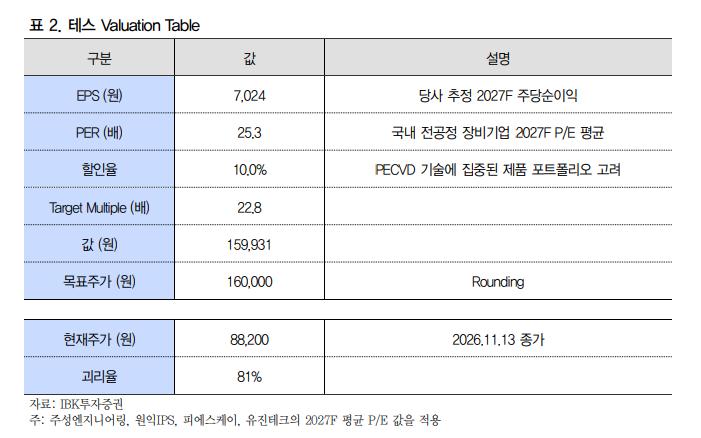 표 2. 테스 Valuation Table
구분 값 설명
EPS (원) 7,024 당사 추정 2027F 주당순이익
PER (배) 25.3 국내 전공정 장비기업 2027F P/E 평균
할인율 10.0% PECVD 기술에 집중된 제품 포트폴리오 고려
Target Multiple (배) 22.8
값 (원) 159,931
목표주가 (원) 160,000 Rounding
현재주가 (원) 88,200 2026.11.13 종가
괴리율 81%
자료: IBK투자증권
주: 주성엔지니어링, 원익IPS, 피에스케이, 유진테크의 2027F 평균 P/E 값을 적용